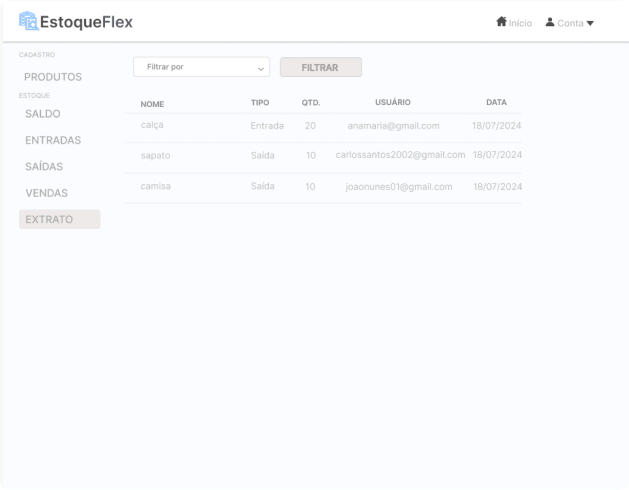 EstoqueFlex
Início Conta
CADASTRO
PRODUTOS
ESTOQUE
SALDO
ENTRADAS
SAÍDAS
VENDAS
EXTRATO
Filtrar por FILTRAR
NOME TIPO QTD. USUÁRIO DATA
calça Entrada 20 anamaria@gmail.com 18/07/2024
sapato Saída 10 carlossantos2002@gmail.com 18/07/2024
camisa Saída 10 joaonunes01@gmail.com 18/07/2024